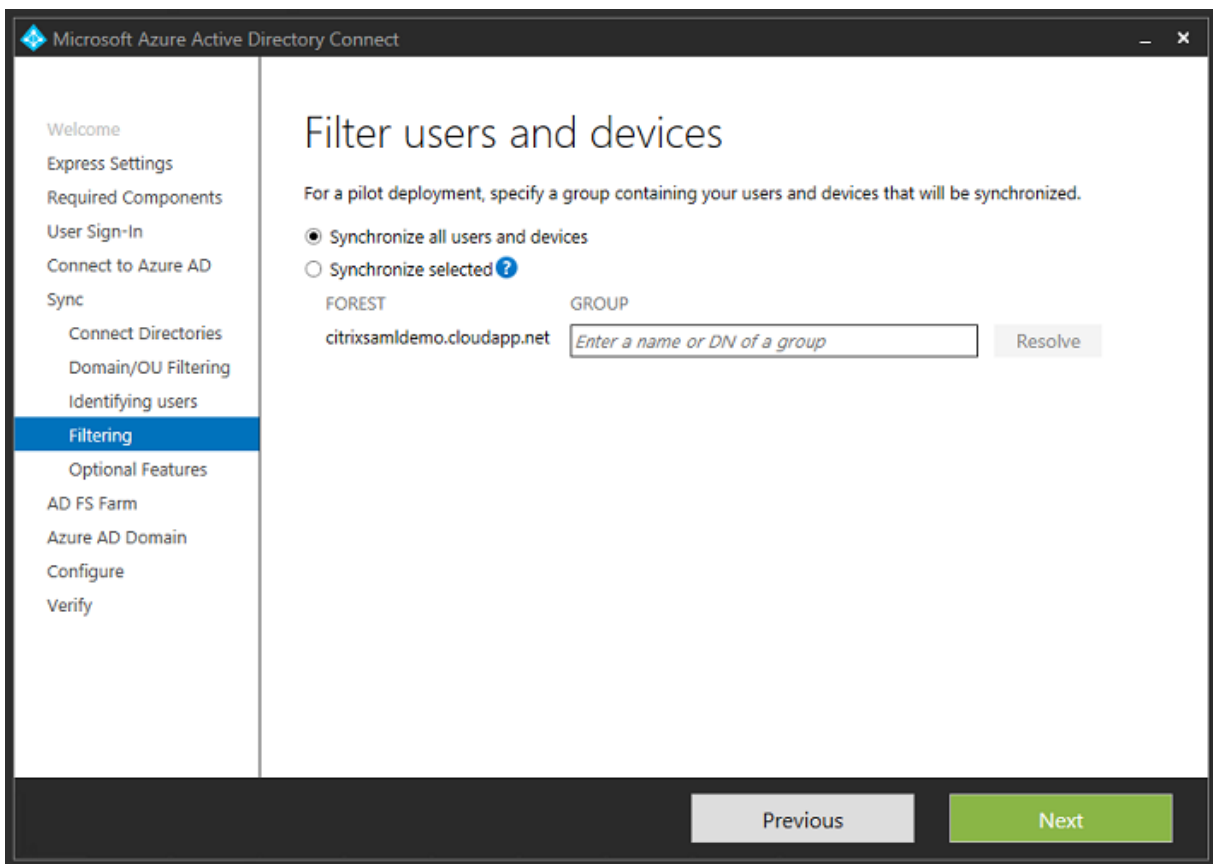 Microsoft Azure Active Directory Connect
Welcome
Express Settings
Required Components
User Sign-In
Connect to Azure AD
Sync
Connect Directories
Domain/OU Filtering
Identifying users
Filtering
Optional Features
AD FS Farm
Azure AD Domain
Configure
Verify
Filter users and devices
For a pilot deployment, specify a group containing your users and devices that will be synchronized.
Synchronize all users and devices
Synchronize selected ?
FOREST GROUP
citrixsamldemo.cloudapp.net Enter a name or DN of a group Resolve
Previous Next